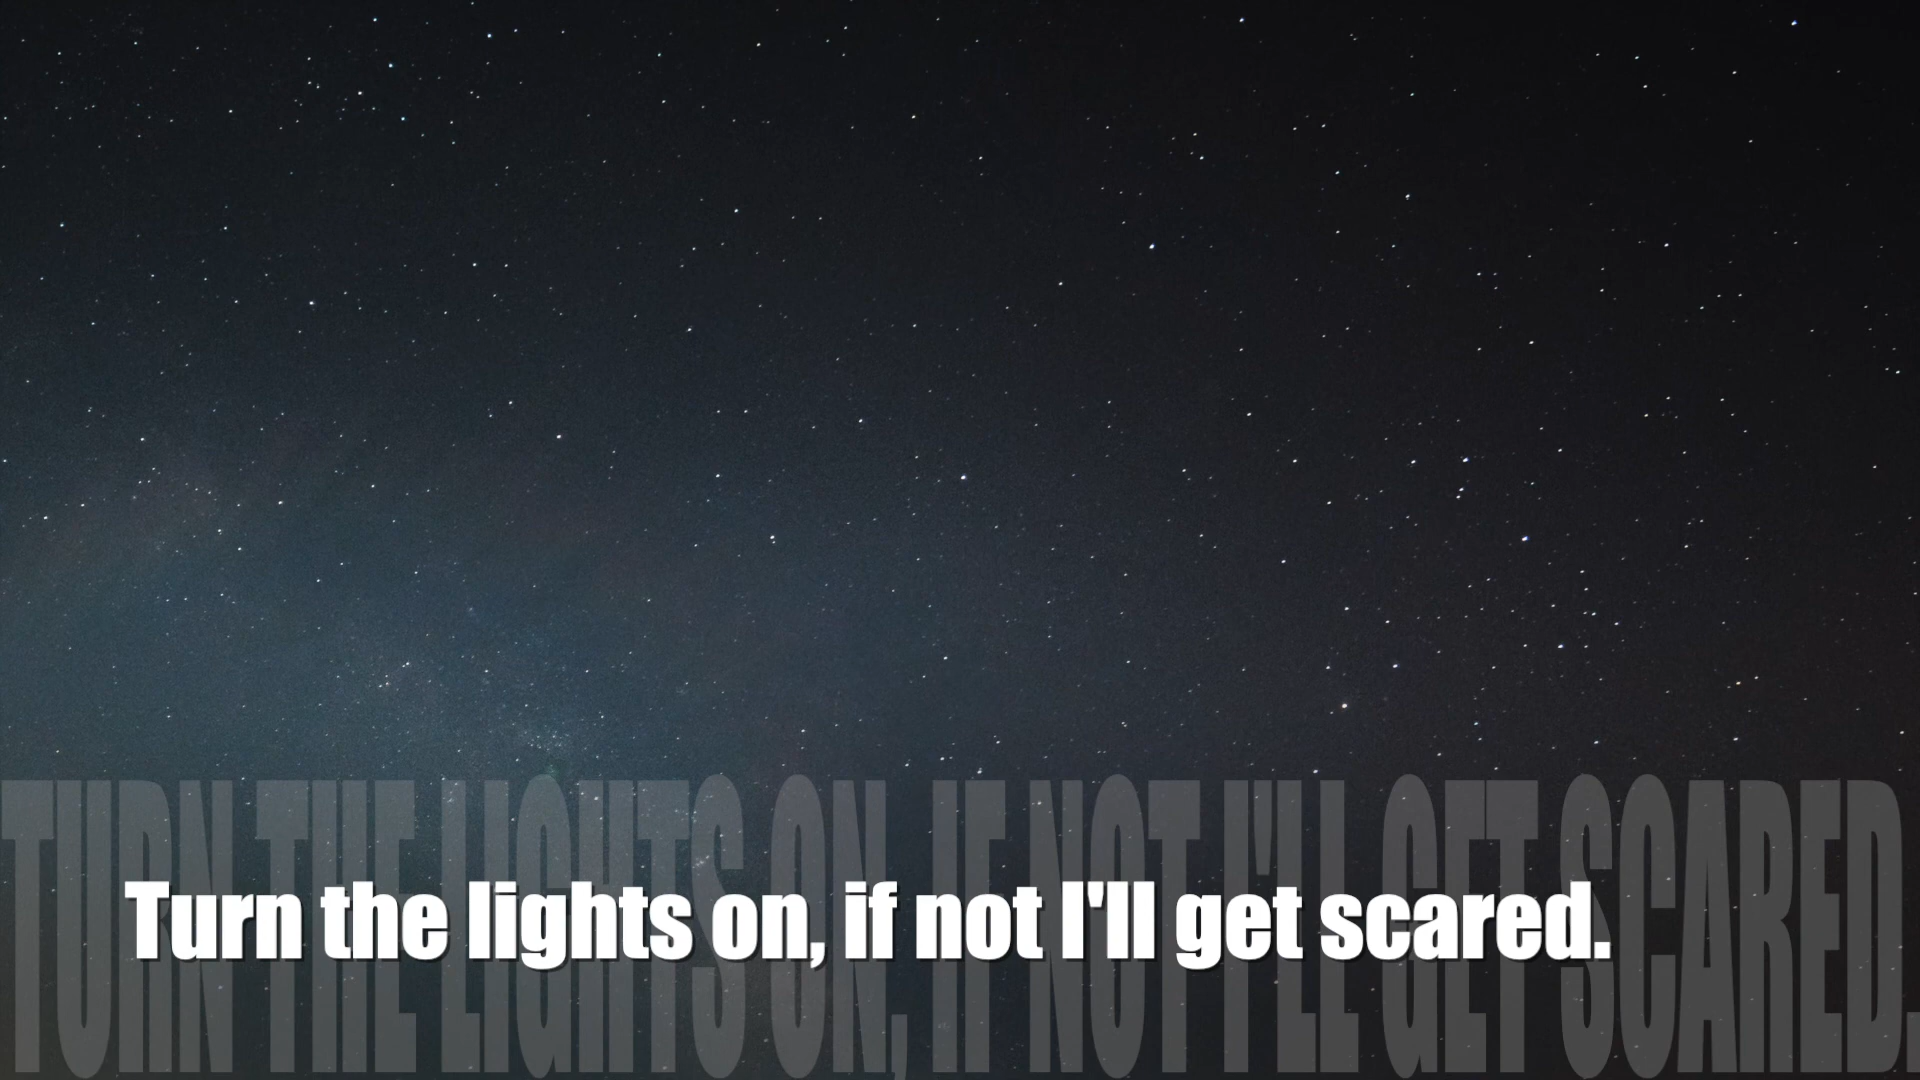 TURN THE LIGHTS ON, IF NOT I'LL GET SCARED.
Turn the lights on, if not I'll get scared.